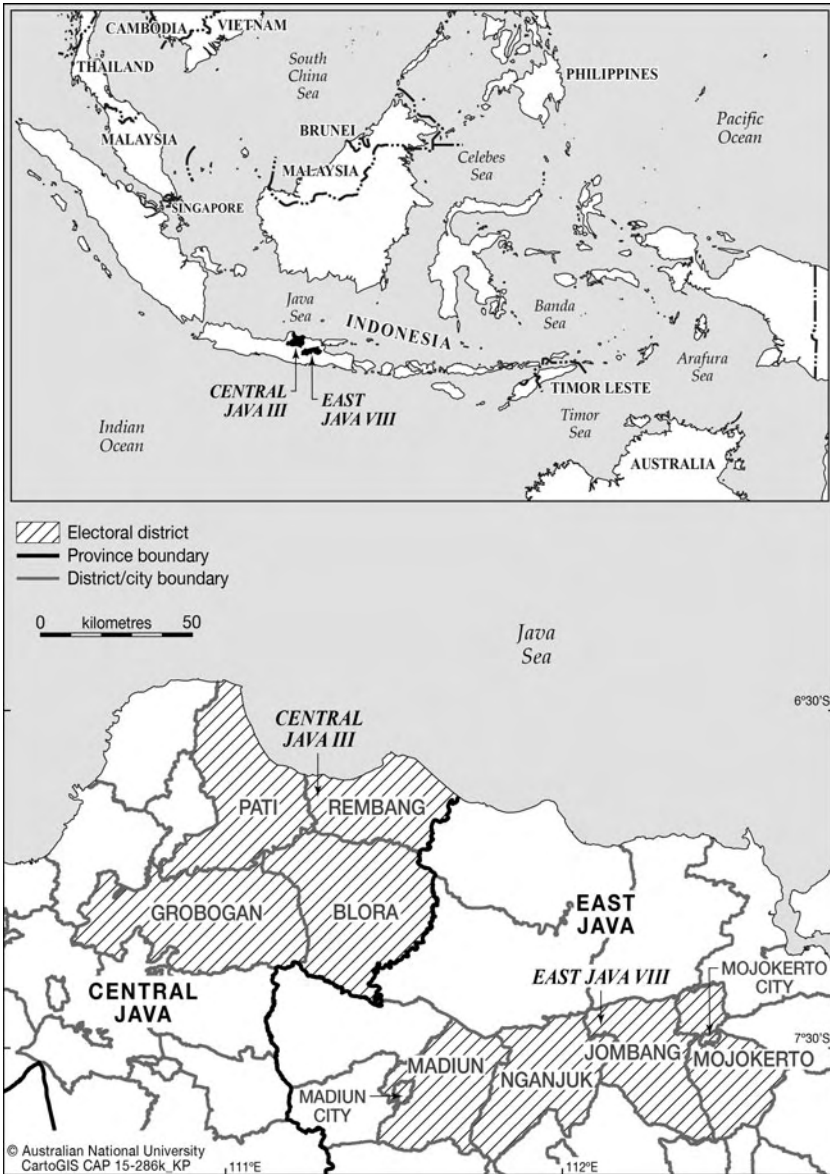 CAMBODIA
VIETNAM
THAILAND
South
China
Sea
PHILIPPINES
Pacific
Ocean
MALAYSIA
BRUNEI
MALAYSIA
Celebes
Sea
SINGAPORE
Java
Sea
INDONESIA
Banda
Sea
Arafura
Sea
CENTRAL
JAVA III
EAST
JAVA VIII
TIMOR LESTE
Timor
Sea
Indian
Ocean
AUSTRALIA
Electoral district
Province boundary
District/city boundary
0 kilometres 50
Java
Sea
6°30'S
CENTRAL
JAVA III
PATI
REMBANG
GROBOGAN
BLORA
EAST
JAVA
CENTRAL
JAVA
EAST JAVA VIII
MOJOKERTO
CITY
7°30'S
MADIUN
NGANJUK
JOMBANG
MOJOKERTO
MADIUN
CITY
© Australian National University
CartoGIS CAP 15-286k_KP
111°E
112°E